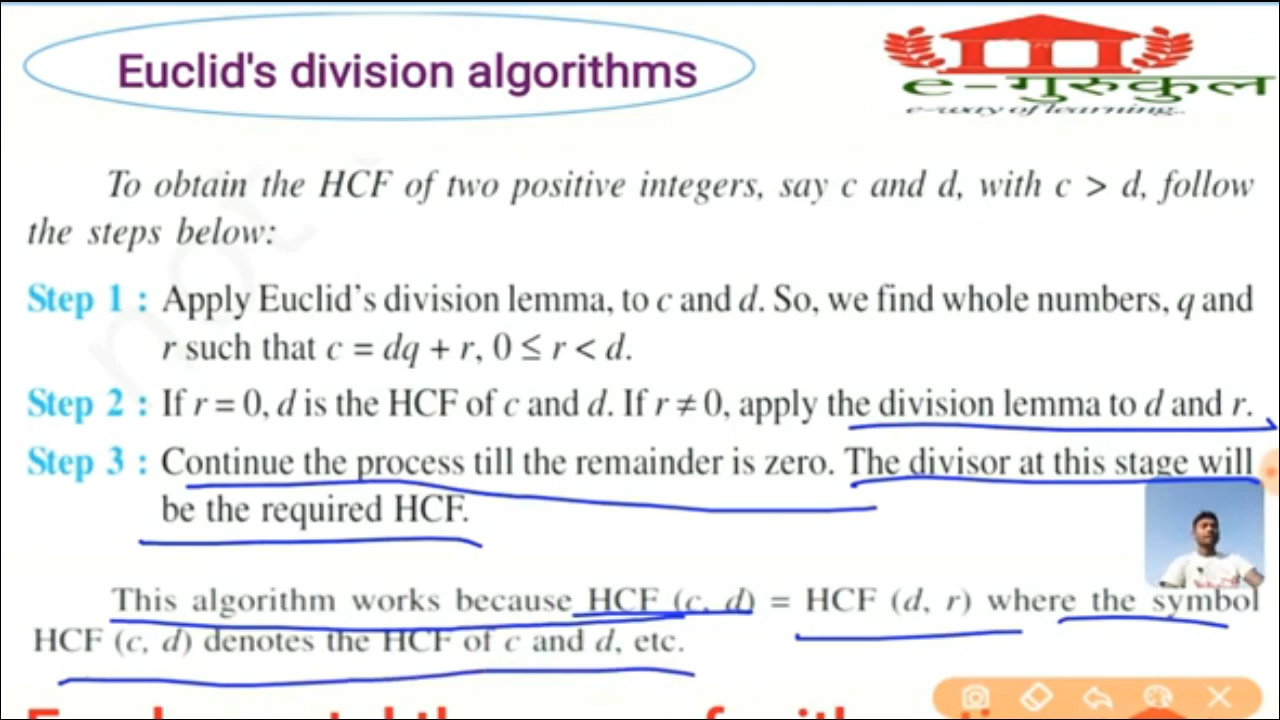 Euclid's division algorithms
e-गुरुकुल
e-way of learning...
To obtain the HCF of two positive integers, say c and d, with c > d, follow
the steps below:
Step 1 : Apply Euclid’s division lemma, to c and d. So, we find whole numbers, q and
r such that c = dq + r, 0 ≤ r < d.
Step 2 : If r = 0, d is the HCF of c and d. If r ≠ 0, apply the division lemma to d and r.
Step 3 : Continue the process till the remainder is zero. The divisor at this stage will
be the required HCF.
This algorithm works because HCF (c, d) = HCF (d, r) where the symbol
HCF (c, d) denotes the HCF of c and d, etc.